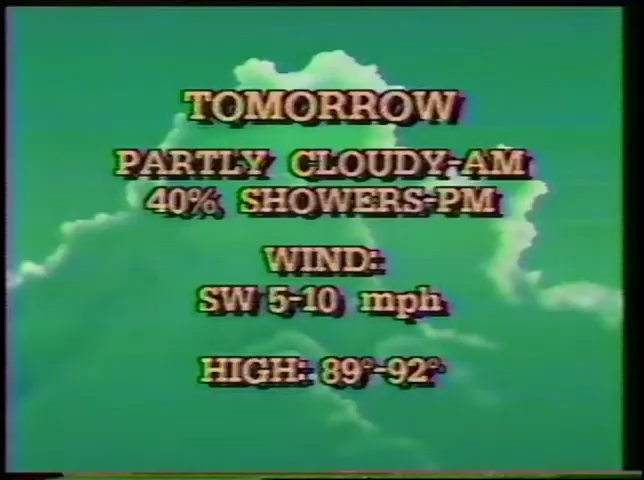 TOMORROW
PARTLY CLOUDY-AM
40% SHOWERS-PM
WIND:
SW 5-10 mph
HIGH: 89°-92°